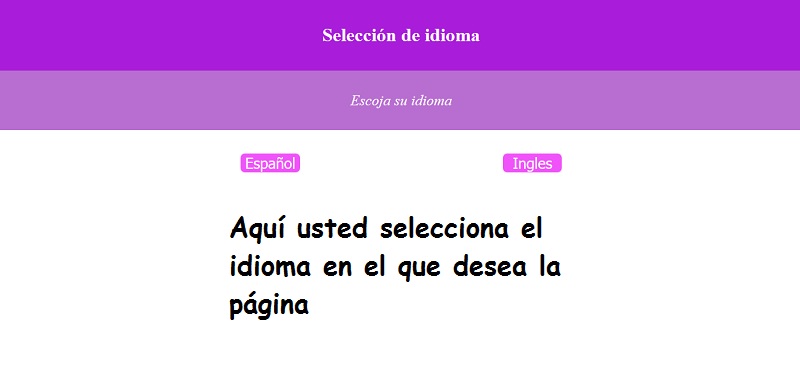 Selección de idioma
Escoja su idioma
Español
Ingles
Aquí usted selecciona el
idioma en el que desea la
página